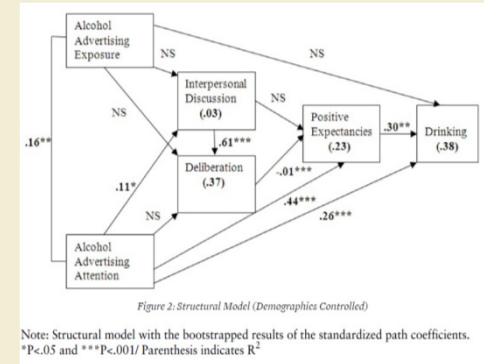 Alcohol
Advertising
Exposure
NS
NS
Interpersonal
Discussion
(.03)
NS
NS
Positive
Expectancies
(.23)
.30**
Drinking
(.38)
.16**
.61***
Deliberation
(.37)
-.01***
.11*
.44***
NS
.26***
Alcohol
Advertising
Attention
Figure 2: Structural Model (Demographics Controlled)
Note: Structural model with the bootstrapped results of the standardized path coefficients.
*P<.05 and ***P<.001/ Parenthesis indicates R²